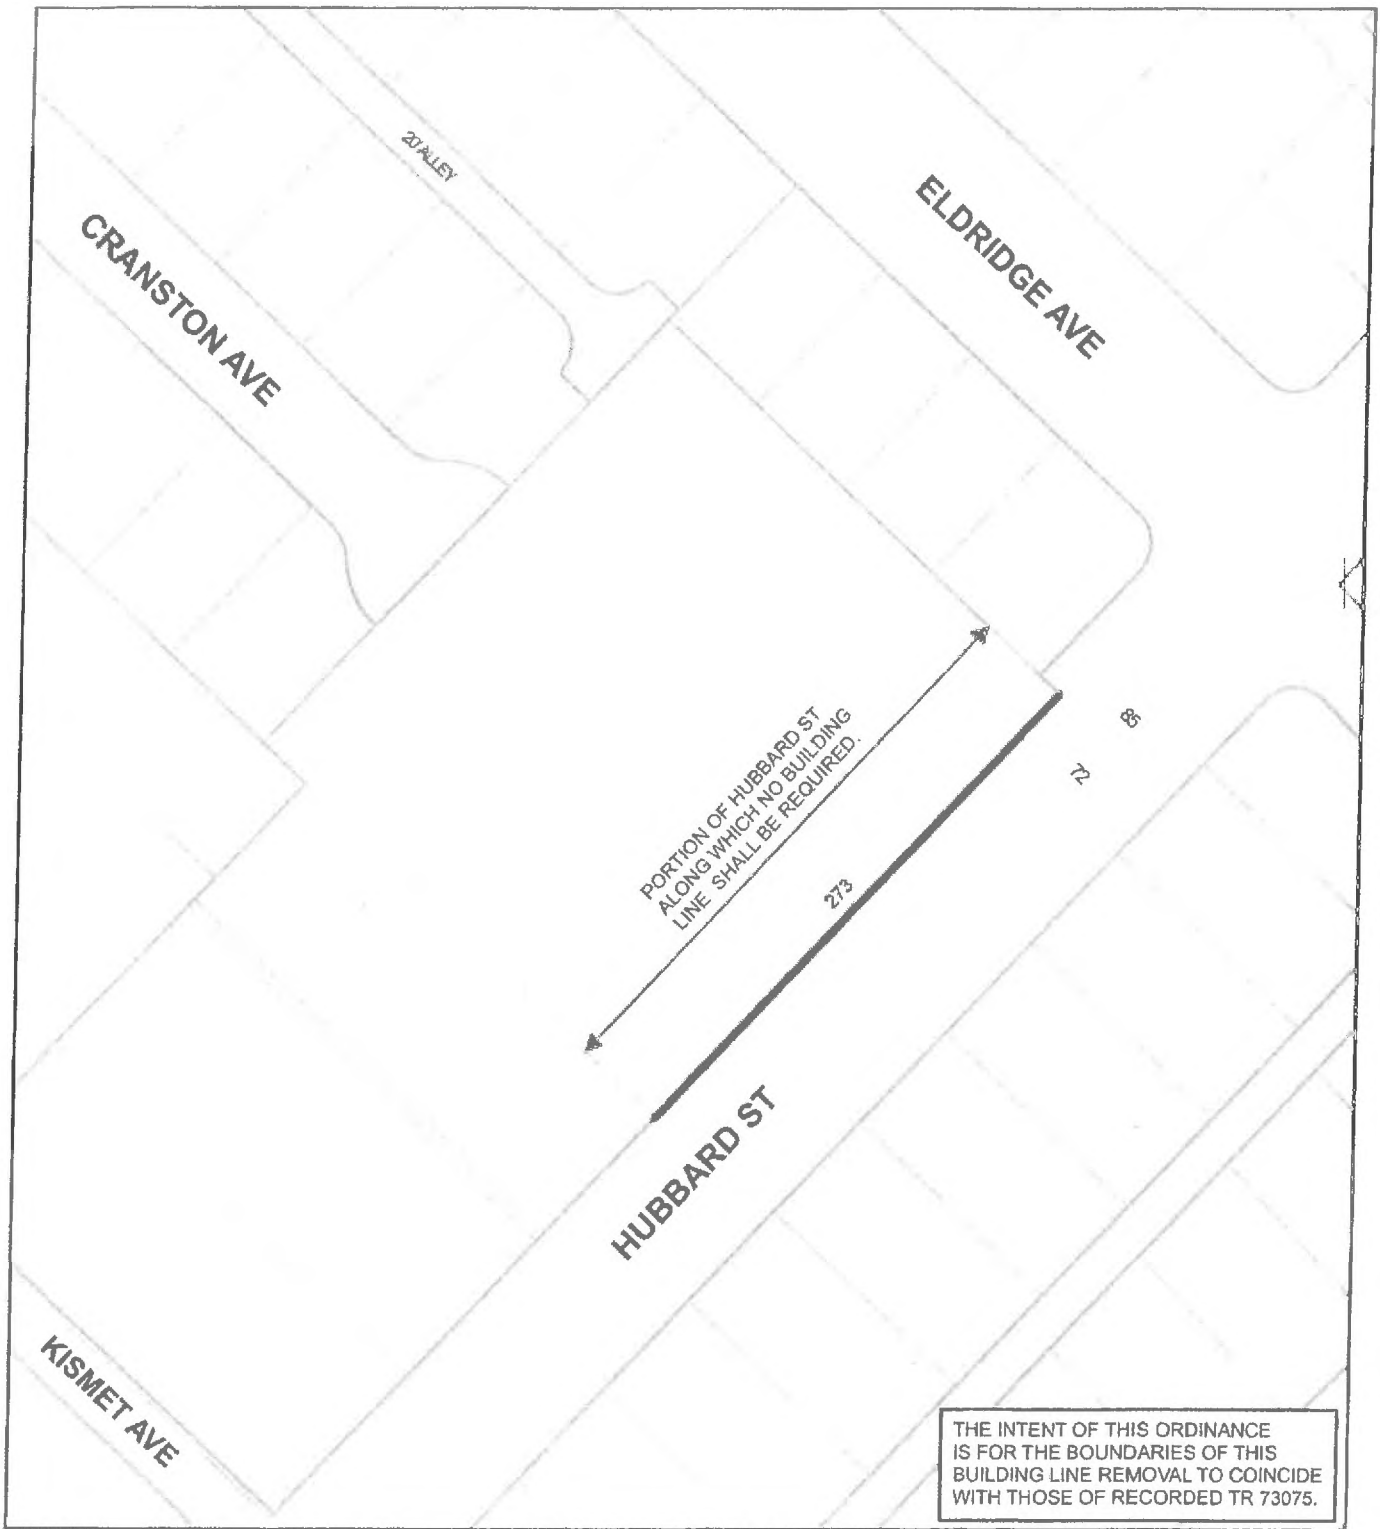 20' ALLEY
CRANSTON AVE
ELDRIDGE AVE
PORTION OF HUBBARD ST
ALONG WHICH NO BUILDING
LINE SHALL BE REQUIRED.
85
72
273
HUBBARD ST
KISMET AVE
THE INTENT OF THIS ORDINANCE
IS FOR THE BOUNDARIES OF THIS
BUILDING LINE REMOVAL TO COINCIDE
WITH THOSE OF RECORDED TR 73075.